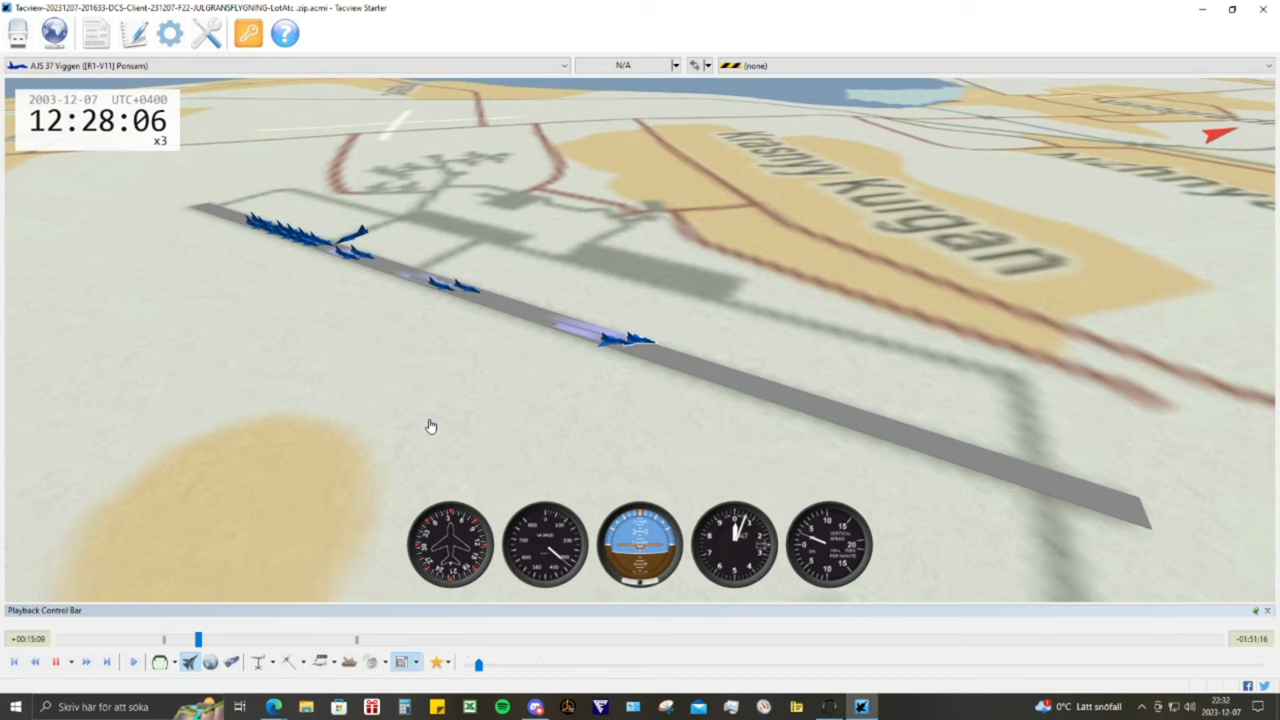 Tacview-20231207-201633-DCS-Client-231207-F22-JULGRANSFLYGNING-LotAtc .zip.acmi - Tacview Starter
AJS 37 Viggen ([R1-V11] Ponsam)
N/A
(none)
2003-12-07 UTC+0400
12:28:06
x3
Krasnyy Kurgan
Playback Control Bar
+00:15:09
-01:51:16
Skriv här för att söka
0°C Lätt snöfall
22:32
2023-12-07